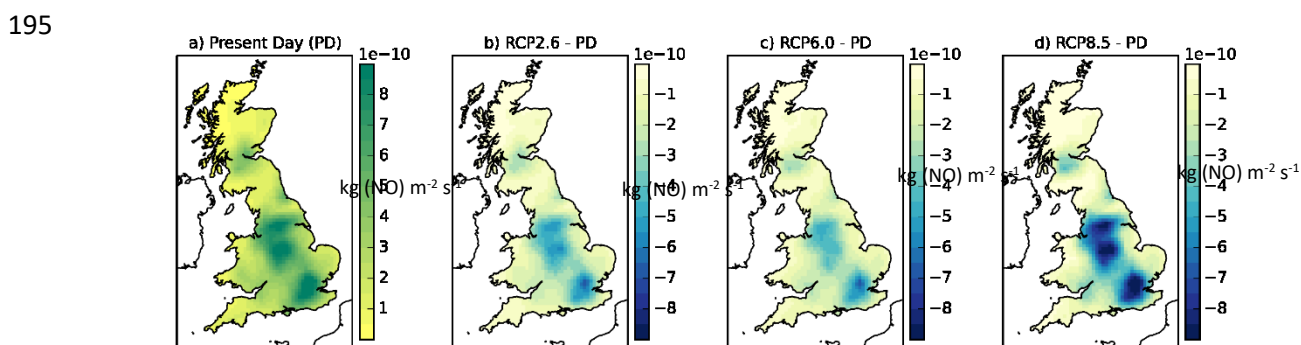 195
a) Present Day (PD)
1e−10
8
7
6
5
4
3
2
1
kg (NO) m⁻² s⁻¹
b) RCP2.6 - PD
1e−10
−1
−2
−3
−4
−5
−6
−7
−8
kg (NO) m⁻² s⁻¹
c) RCP6.0 - PD
1e−10
−1
−2
−3
−4
−5
−6
−7
−8
kg (NO) m⁻² s⁻¹
d) RCP8.5 - PD
1e−10
−1
−2
−3
−4
−5
−6
−7
−8
kg (NO) m⁻² s⁻¹